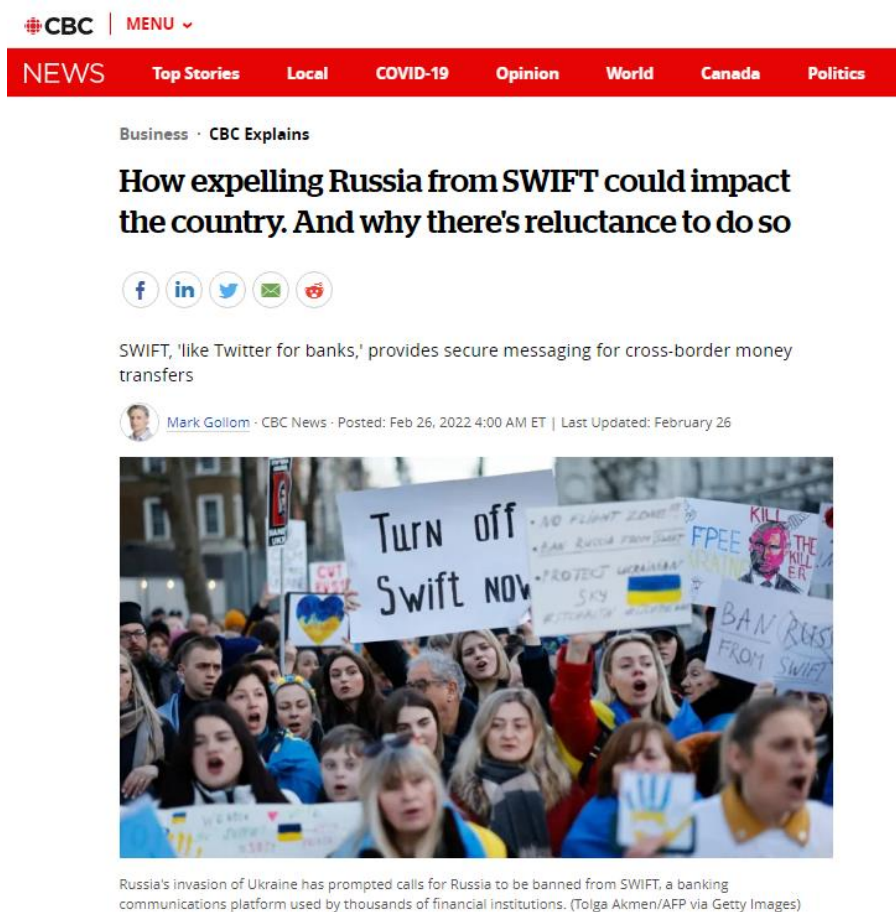 CBC MENU
NEWS Top Stories Local COVID-19 Opinion World Canada Politics
Business · CBC Explains
How expelling Russia from SWIFT could impact
the country. And why there's reluctance to do so
f in
SWIFT, 'like Twitter for banks,' provides secure messaging for cross-border money
transfers
Mark Gollom · CBC News · Posted: Feb 26, 2022 4:00 AM ET | Last Updated: February 26
Turn off
Swift NOW
• NO FLIGHT ZONE!!!
• BAN RUSSIA FROM SWIFT
• PROTECT UKRAINIAN
SKY
KILL
THE
KILL
ER
FREE
UKRAINE
CUT
BAN RUSS
FROM SWIFT
Russia's invasion of Ukraine has prompted calls for Russia to be banned from SWIFT, a banking
communications platform used by thousands of financial institutions. (Tolga Akmen/AFP via Getty Images)